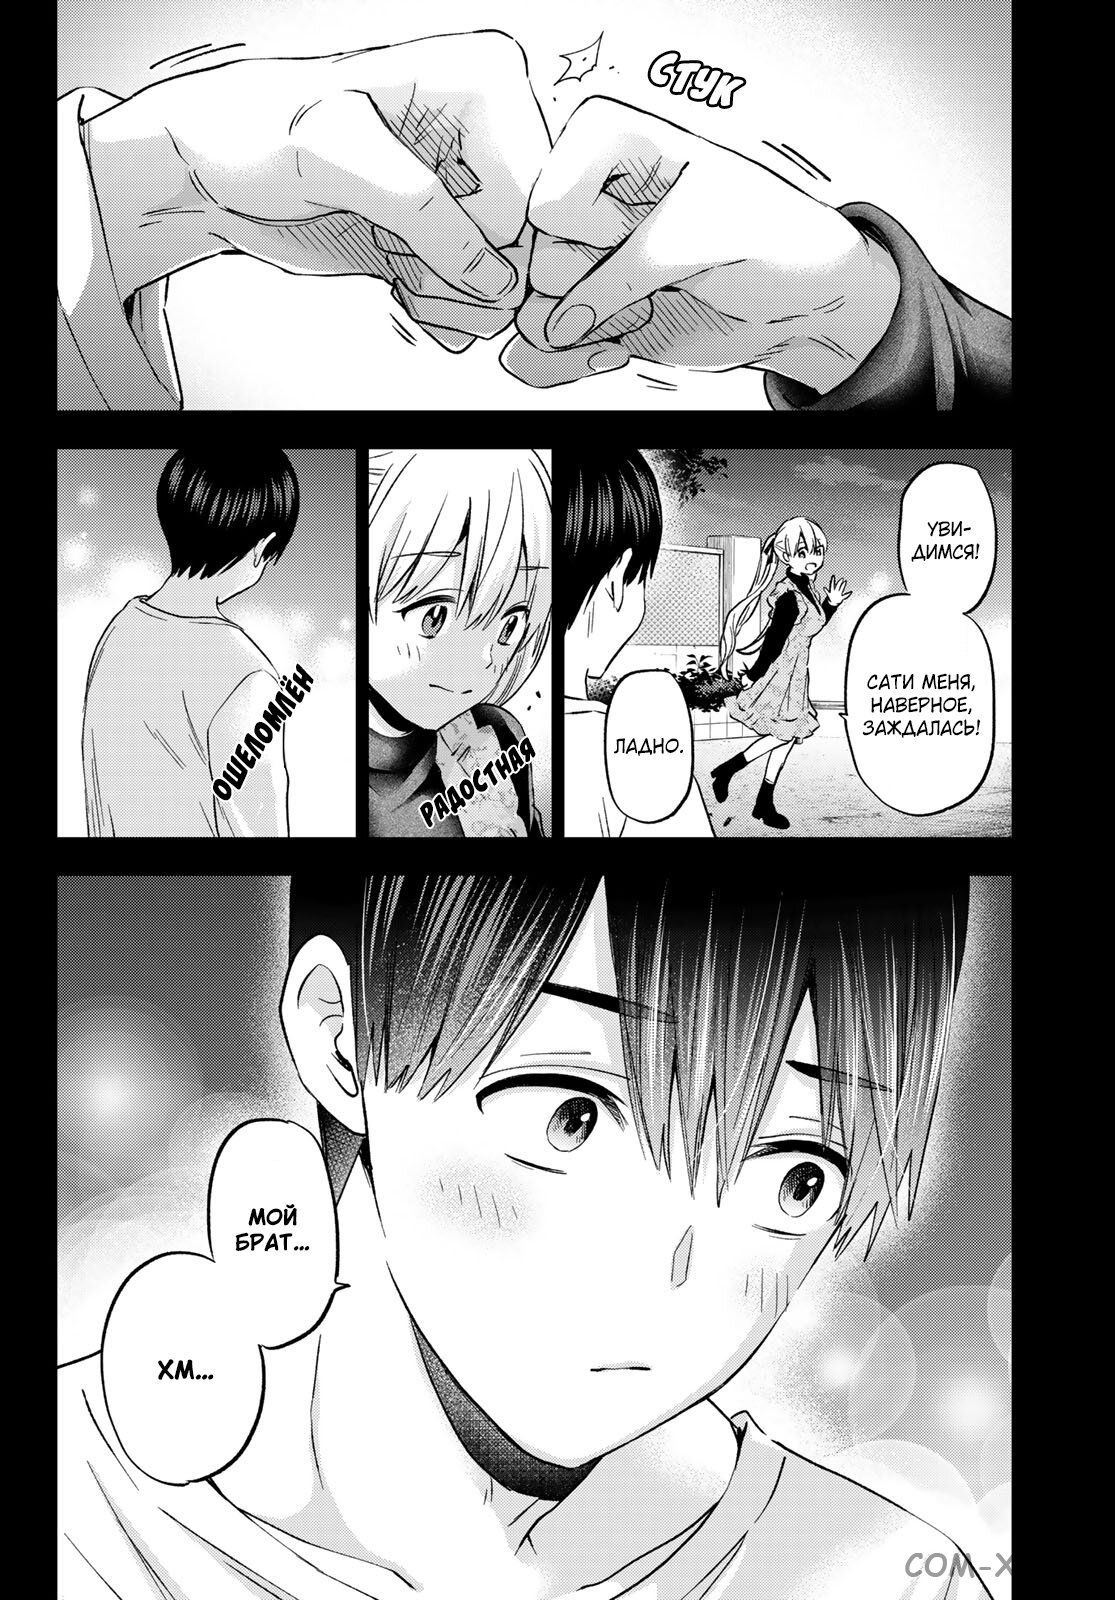 СТУК
УВИ-
ДИМСЯ!
САТИ МЕНЯ,
НАВЕРНОЕ,
ЗАЖДАЛАСЬ!
ЛАДНО.
РАДОСТНАЯ
ОШЕЛОМЛЁН
МОЙ
БРАТ...
ХМ...
COM-X